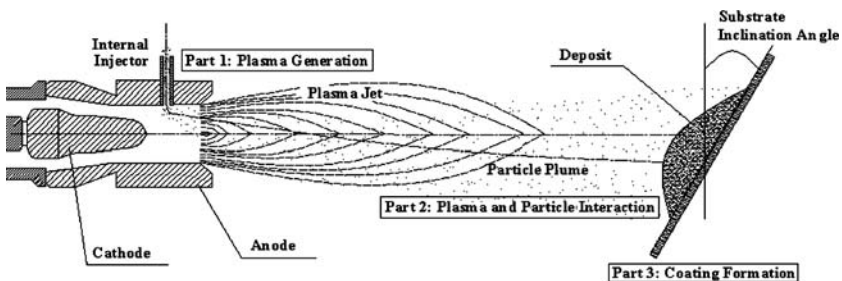 Substrate
Inclination Angle
Internal
Injector
Part 1: Plasma Generation
Deposit
Plasma Jet
Particle Plume
Part 2: Plasma and Particle Interaction
Cathode
Anode
Part 3: Coating Formation